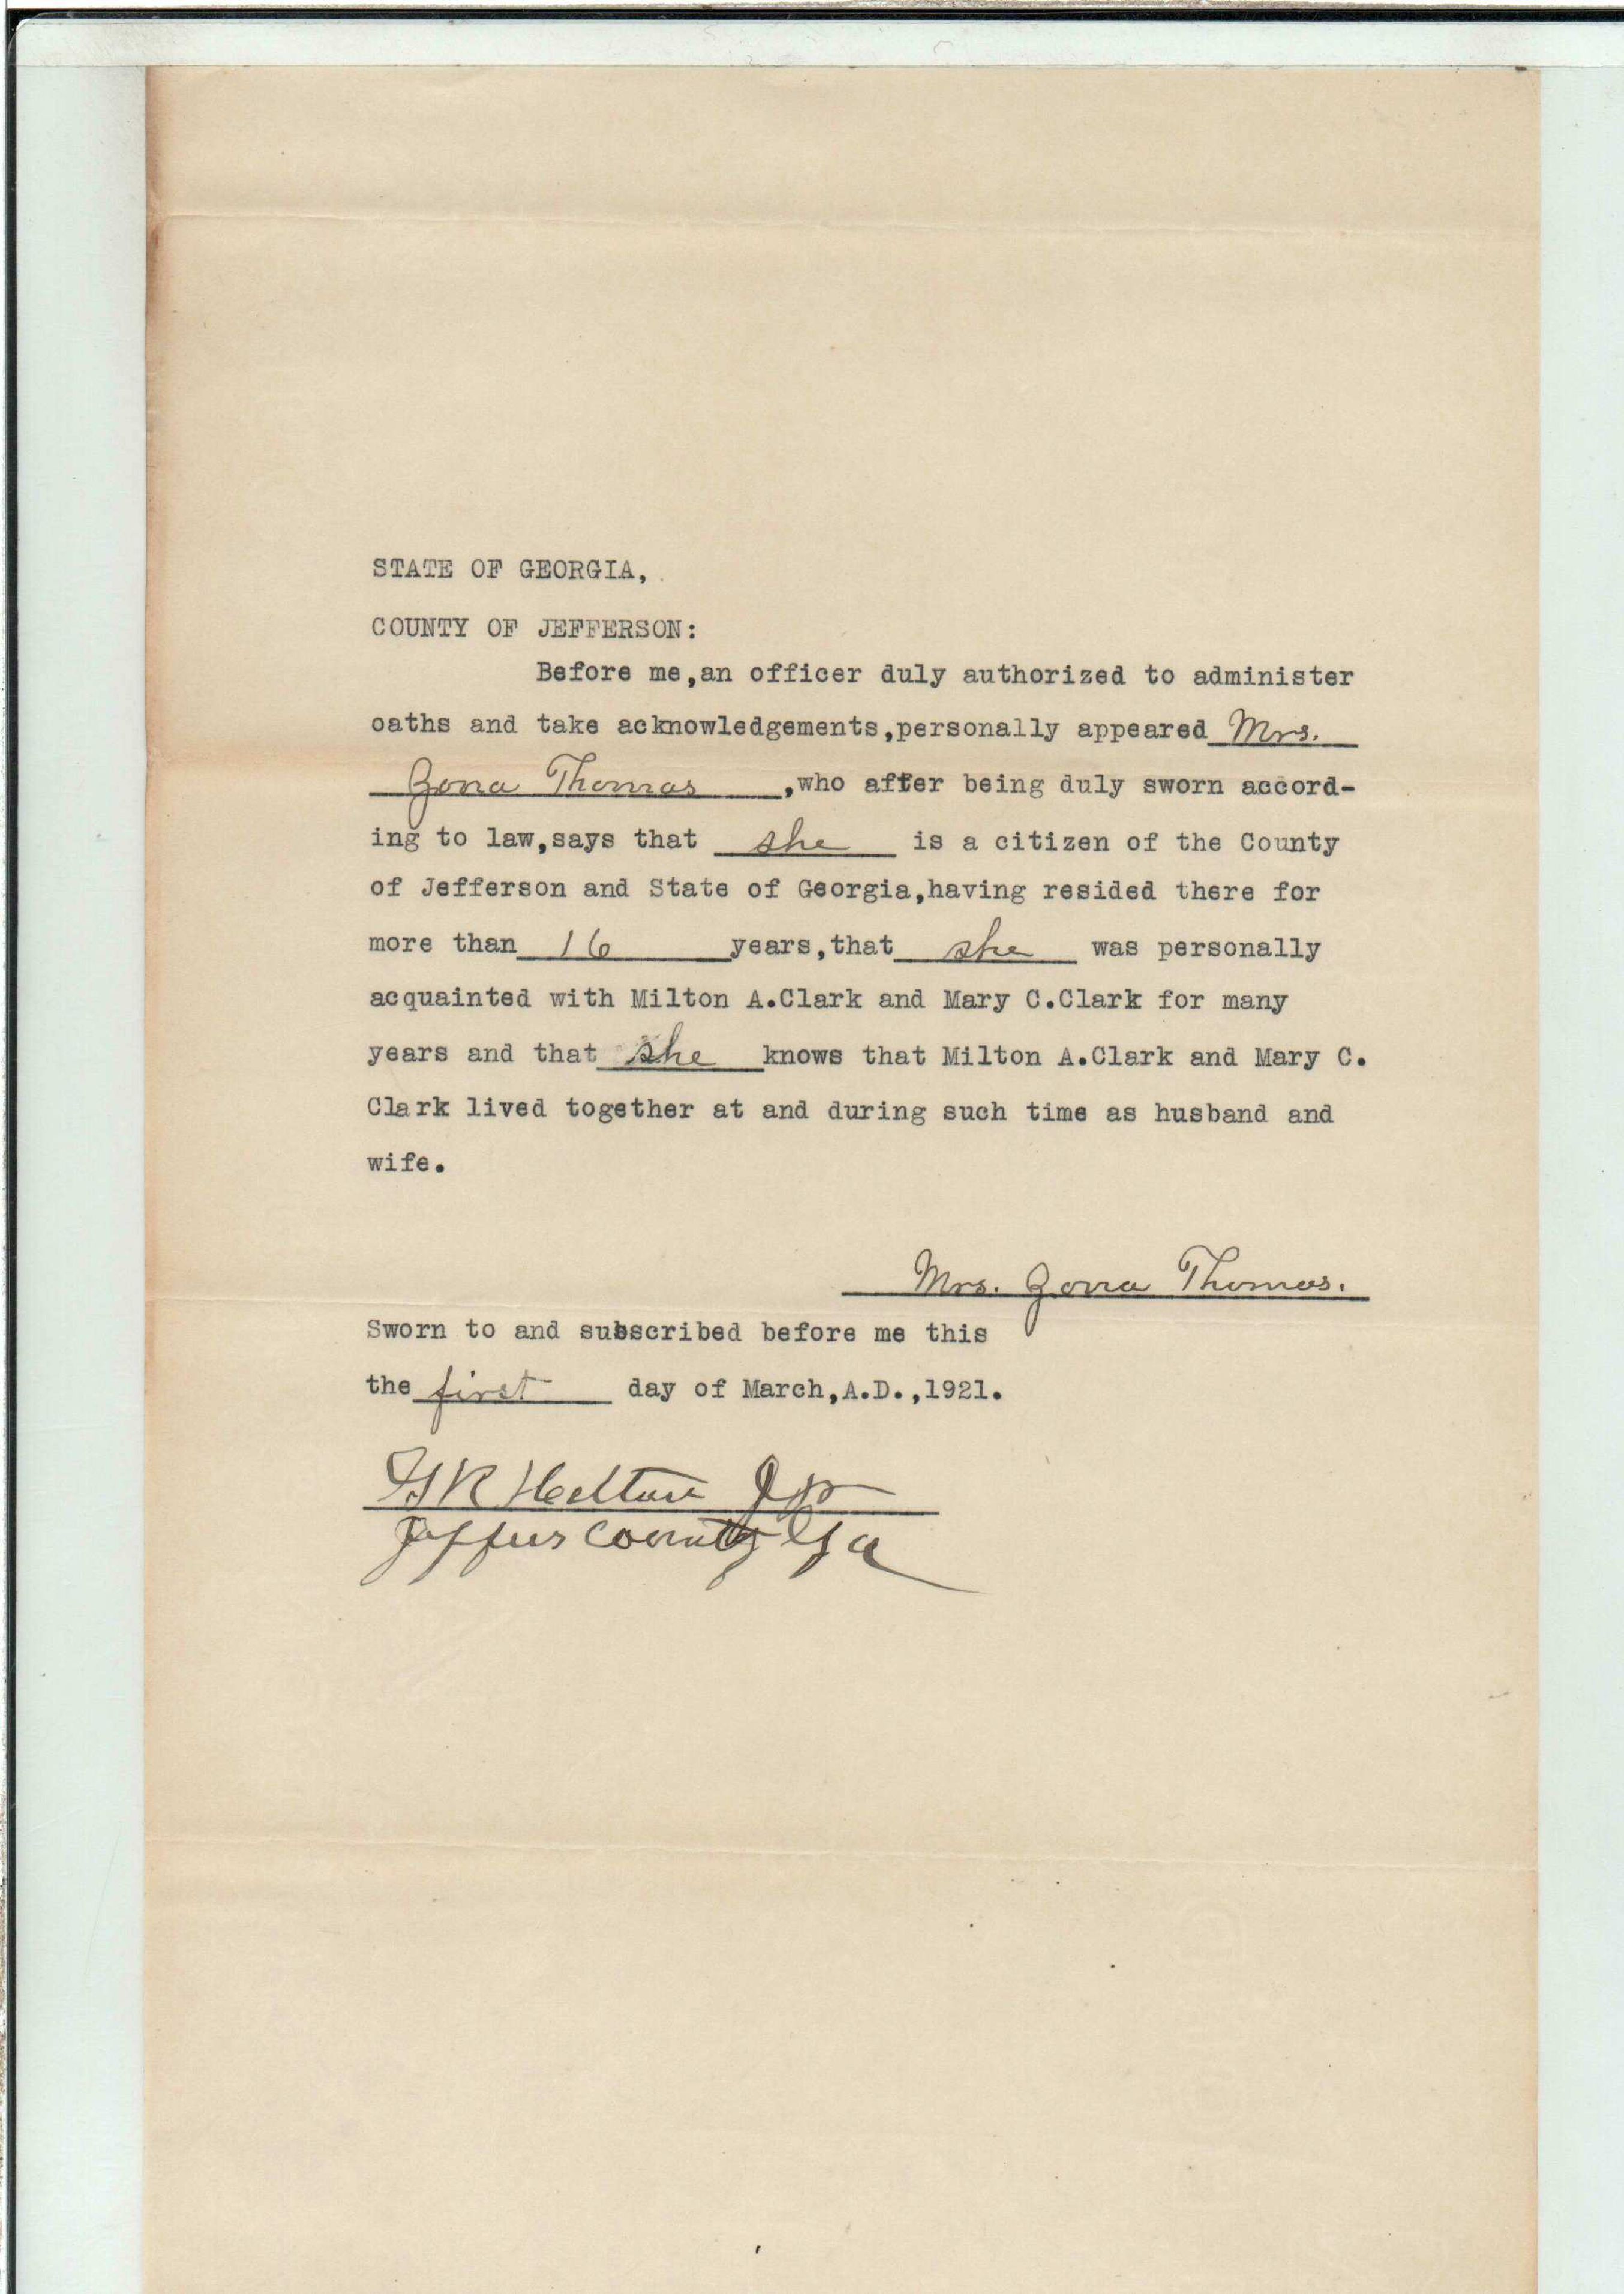 STATE OF GEORGIA,
COUNTY OF JEFFERSON:
Before me,an officer duly authorized to administer
oaths and take acknowledgements,personally appeared Mrs.
Zona Thomas ,who after being duly sworn accord-
ing to law,says that she is a citizen of the County
of Jefferson and State of Georgia,having resided there for
more than 16 years,that she was personally
acquainted with Milton A.Clark and Mary C.Clark for many
years and that she knows that Milton A.Clark and Mary C.
Clark lived together at and during such time as husband and
wife.
Mrs. Zona Thomas.
Sworn to and subscribed before me this
the first day of March,A.D.,1921.
JP
County Ga